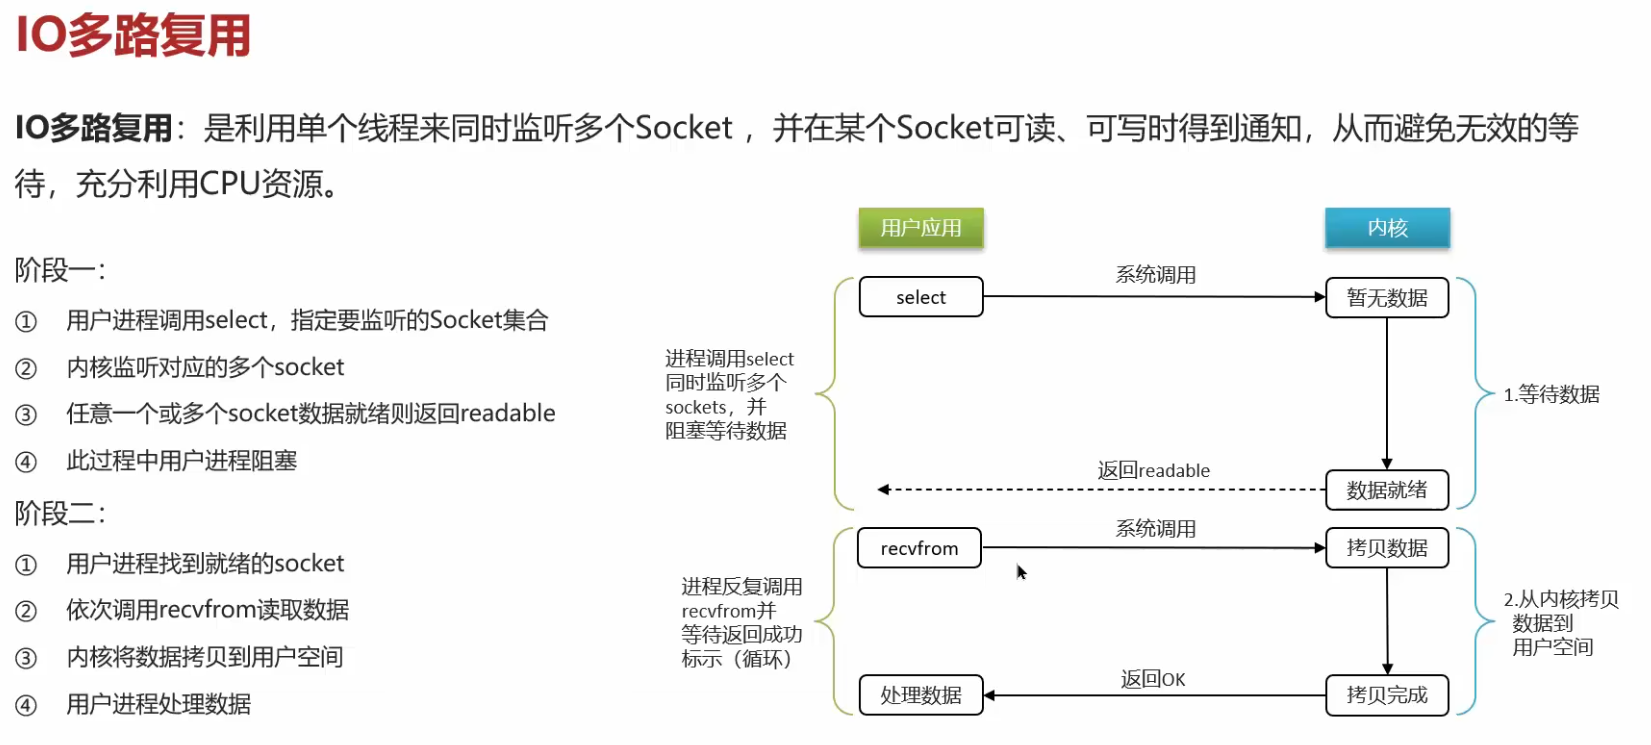 IO多路复用
IO多路复用：是利用单个线程来同时监听多个Socket ，并在某个Socket可读、可写时得到通知，从而避免无效的等
待，充分利用CPU资源。
阶段一：
① 用户进程调用select，指定要监听的Socket集合
② 内核监听对应的多个socket
③ 任意一个或多个socket数据就绪则返回readable
④ 此过程中用户进程阻塞
阶段二：
① 用户进程找到就绪的socket
② 依次调用recvfrom读取数据
③ 内核将数据拷贝到用户空间
④ 用户进程处理数据
用户应用
内核
select
系统调用
暂无数据
进程调用select
同时监听多个
sockets，并
阻塞等待数据
1.等待数据
返回readable
数据就绪
recvfrom
系统调用
拷贝数据
进程反复调用
recvfrom并
等待返回成功
标示（循环）
2.从内核拷贝
数据到
用户空间
处理数据
返回OK
拷贝完成